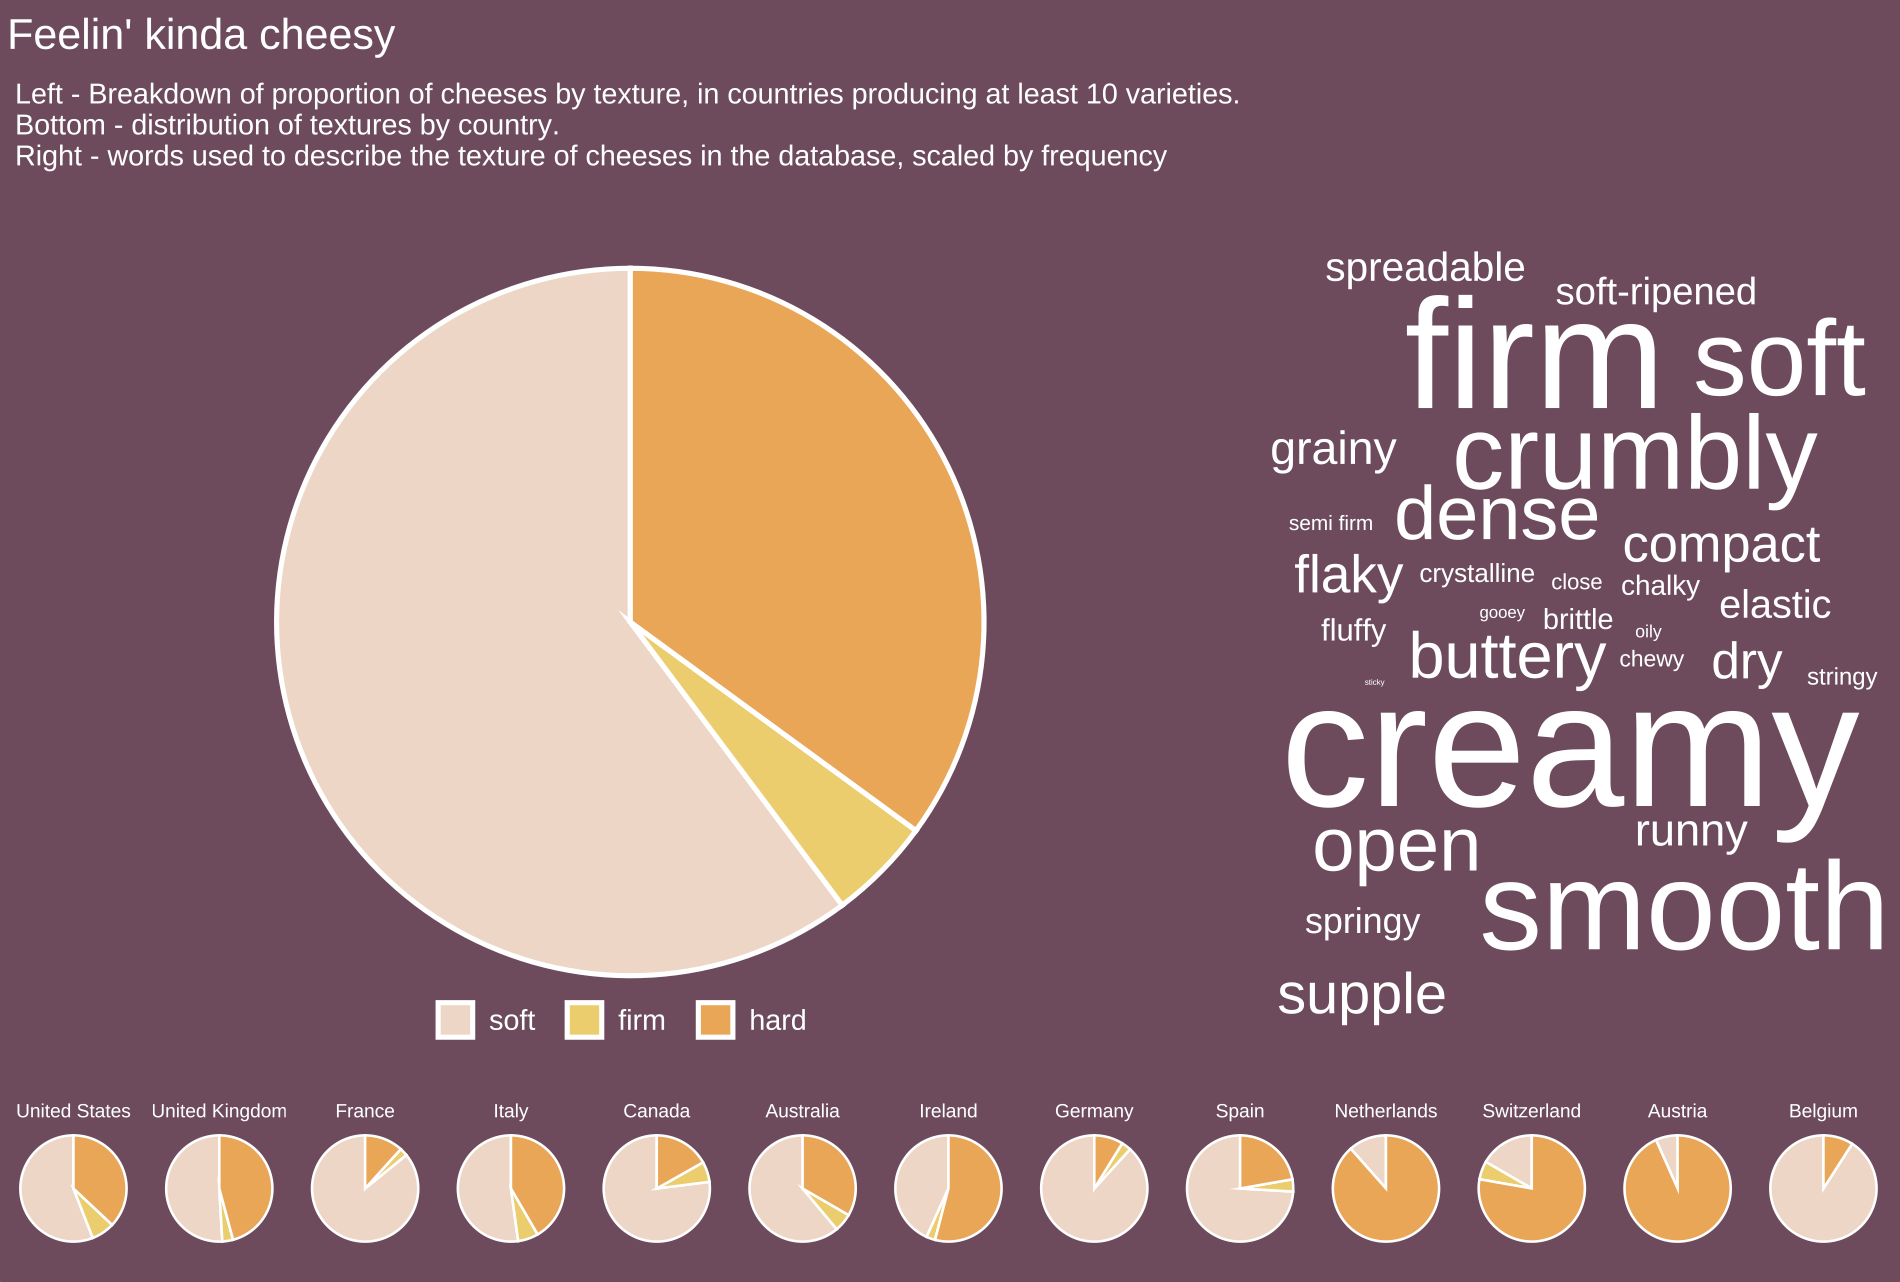 Feelin' kinda cheesy
Left - Breakdown of proportion of cheeses by texture, in countries producing at least 10 varieties.
Bottom - distribution of textures by country.
Right - words used to describe the texture of cheeses in the database, scaled by frequency
spreadable
soft-ripened
firm
soft
grainy
crumbly
dense
semi firm
compact
flaky
crystalline
close
chalky
elastic
gooey
brittle
fluffy
oily
buttery
chewy
dry
stringy
sticky
creamy
open
runny
smooth
springy
supple
soft
firm
hard
United States
United Kingdom
France
Italy
Canada
Australia
Ireland
Germany
Spain
Netherlands
Switzerland
Austria
Belgium